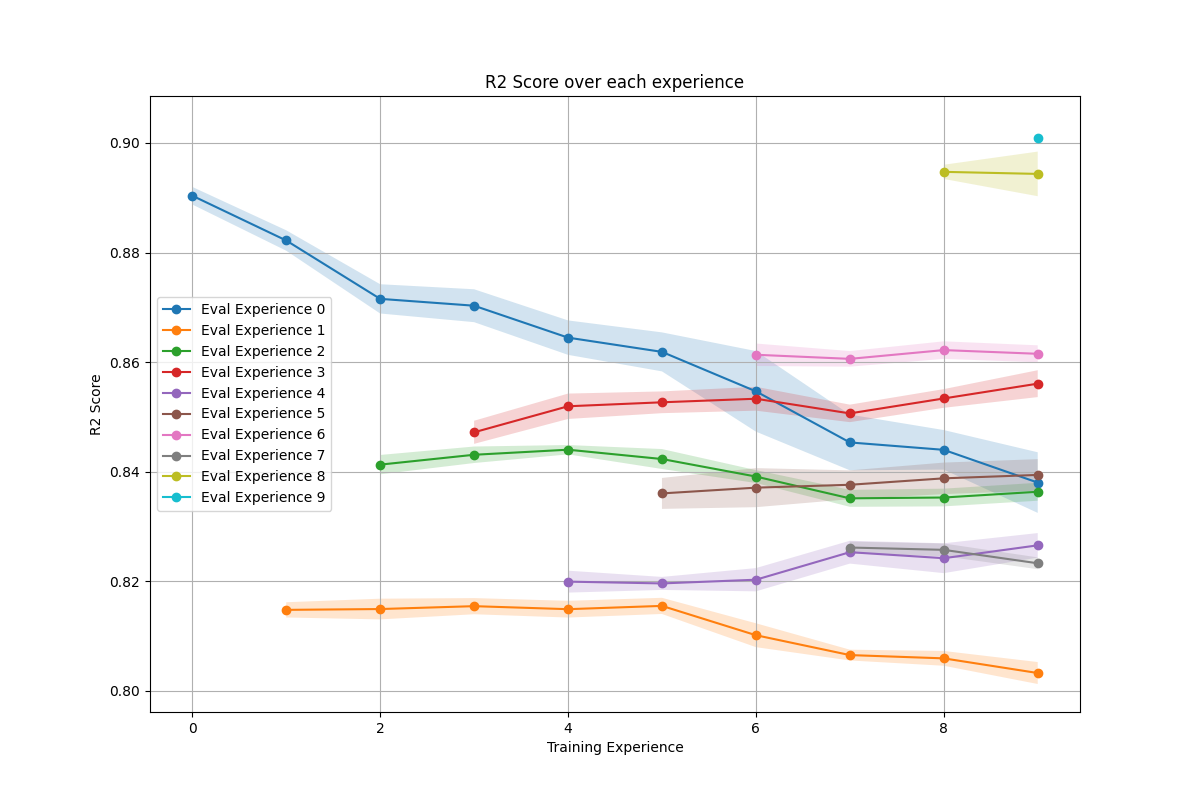 R2 Score over each experience
0.90
0.88
0.86
0.84
0.82
0.80
R2 Score
Eval Experience 0
Eval Experience 1
Eval Experience 2
Eval Experience 3
Eval Experience 4
Eval Experience 5
Eval Experience 6
Eval Experience 7
Eval Experience 8
Eval Experience 9
0 2 4 6 8
Training Experience